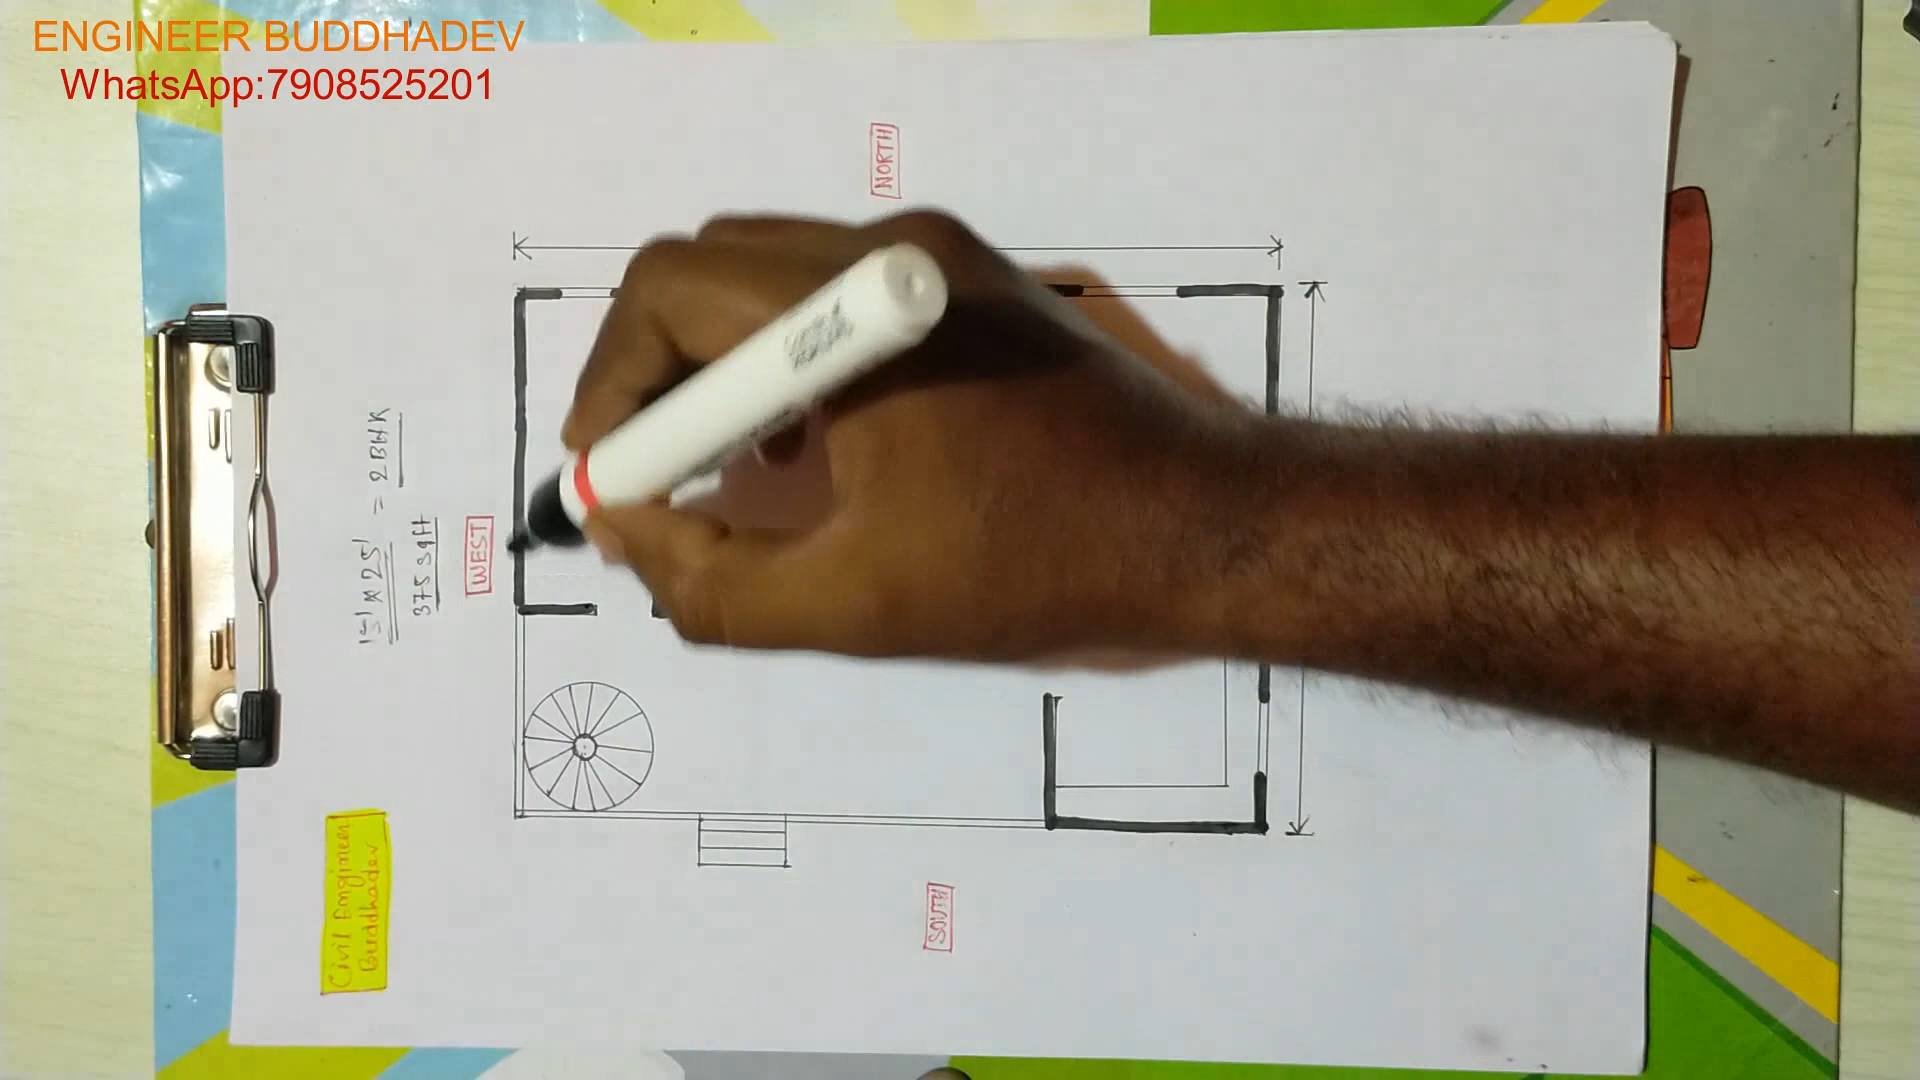 ENGINEER BUDDHADEV
WhatsApp:7908525201
NORTH
15' x 25' = 2BHK
375 sqft
WEST
Civil Engineer
Buddhadev
SOUTH